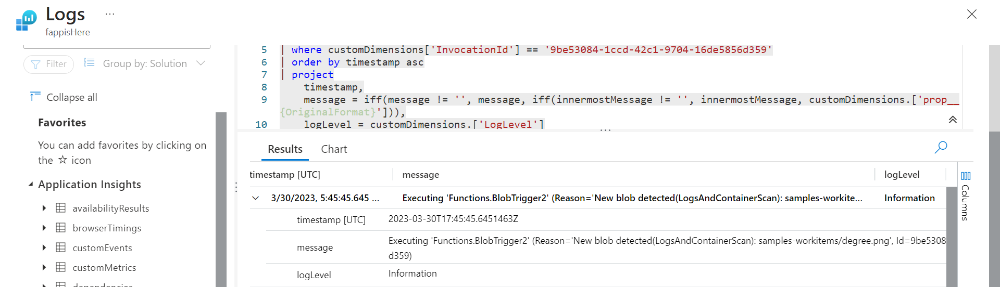 Logs ...
fappisHere
Filter
Group by: Solution
Collapse all
Favorites
You can add favorites by clicking on
the ☆ icon
Application Insights
availabilityResults
browserTimings
customEvents
customMetrics
dependencies
5 | where customDimensions['InvocationId'] == '9be53084-1ccd-42c1-9704-16de5856d359'
6 | order by timestamp asc
7 | project
8 timestamp,
9 message = iff(message != '', message, iff(innermostMessage != '', innermostMessage, customDimensions.['prop__
{OriginalFormat}'])),
10 logLevel = customDimensions.['LogLevel']
Results Chart
timestamp [UTC] message logLevel
3/30/2023, 5:45:45.645 ... Executing 'Functions.BlobTrigger2' (Reason='New blob detected(LogsAndContainerScan): samples-workite... Information
timestamp [UTC] 2023-03-30T17:45:45.6451463Z
message Executing 'Functions.BlobTrigger2' (Reason='New blob detected(LogsAndContainerScan): samples-workitems/degree.png', Id=9be5308
d359)
logLevel Information
Columns